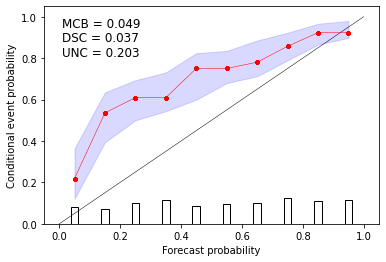 MCB = 0.049
DSC = 0.037
UNC = 0.203
Conditional event probability
1.0
0.8
0.6
0.4
0.2
0.0
0.0 0.2 0.4 0.6 0.8 1.0
Forecast probability